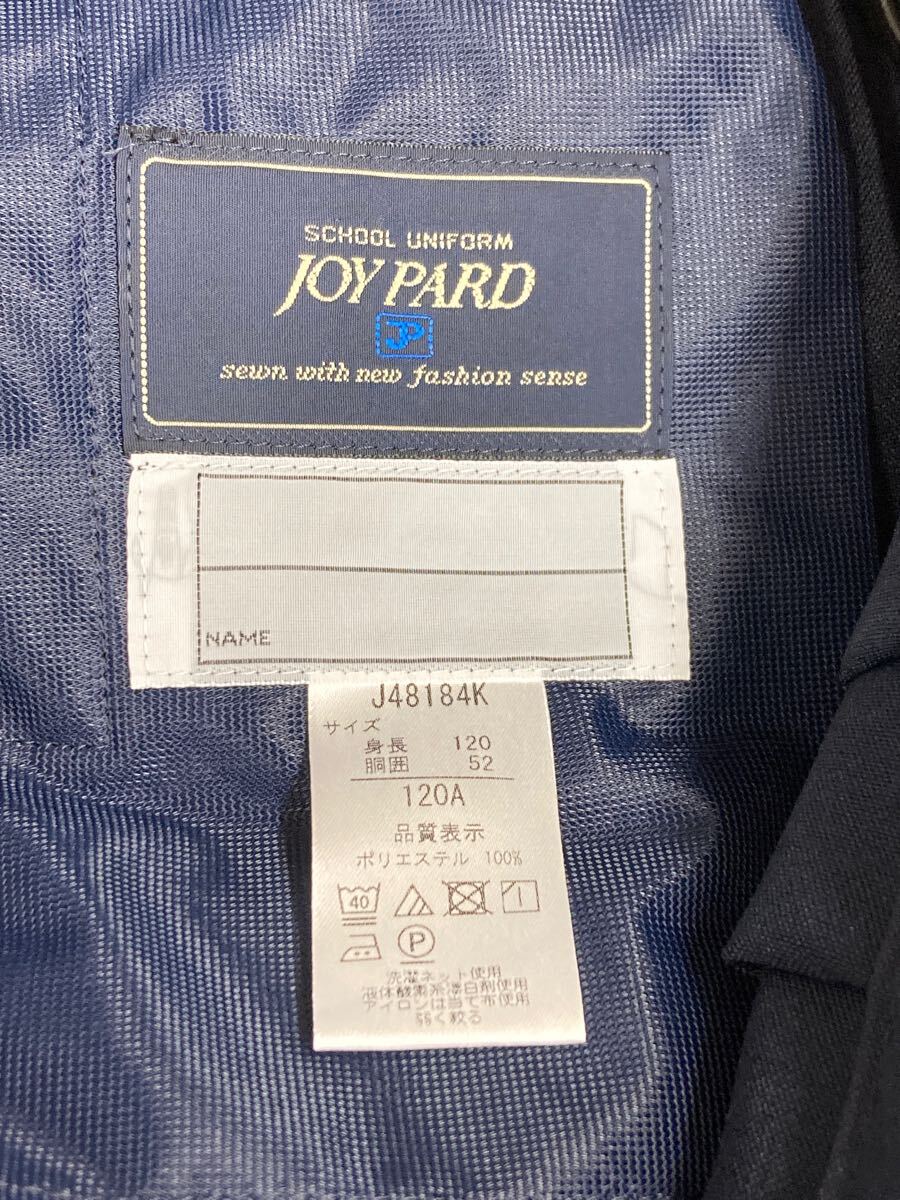 SCHOOL UNIFORM
JOY PARD
JP
sewn with new fashion sense
NAME
J48184K
サイズ
身長 120
胴囲 52
120A
品質表示
ポリエステル 100%
40
P
洗濯ネット使用
液体酸素系漂白剤使用
アイロンは当て布使用
弱く絞る